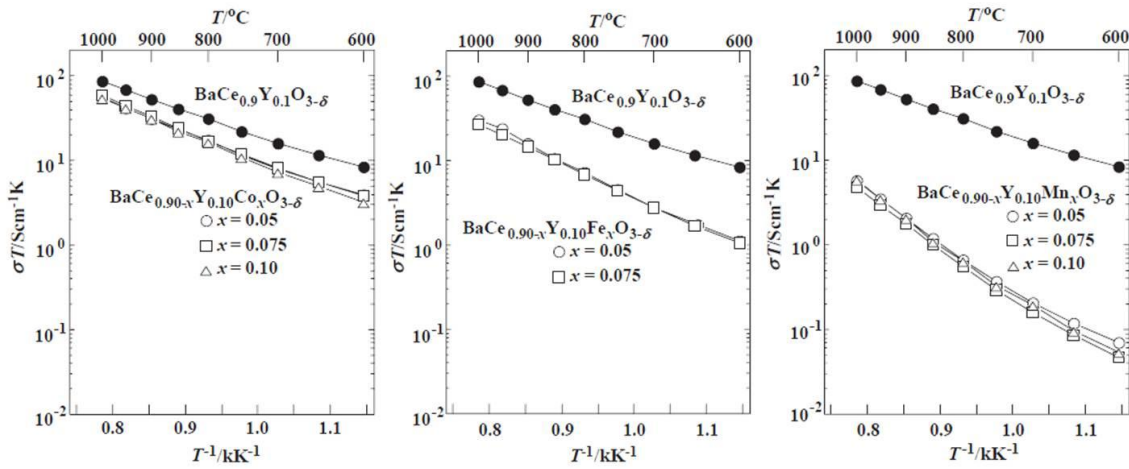 T/°C
1000 900 800 700 600
10² 
10¹
10⁰
10⁻¹
10⁻²
σT/Scm⁻¹K
BaCe0.9Y0.1O3-δ
BaCe0.90-xY0.10CoxO3-δ
x = 0.05
x = 0.075
x = 0.10
0.8 0.9 1.0 1.1
T⁻¹/kK⁻¹
T/°C
1000 900 800 700 600
10²
10¹
10⁰
10⁻¹
10⁻²
σT/Scm⁻¹K
BaCe0.9Y0.1O3-δ
BaCe0.90-xY0.10FexO3-δ
x = 0.05
x = 0.075
0.8 0.9 1.0 1.1
T⁻¹/kK⁻¹
T/°C
1000 900 800 700 600
10²
10¹
10⁰
10⁻¹
10⁻²
σT/Scm⁻¹K
BaCe0.9Y0.1O3-δ
BaCe0.90-xY0.10MnxO3-δ
x = 0.05
x = 0.075
x = 0.10
0.8 0.9 1.0 1.1
T⁻¹/kK⁻¹